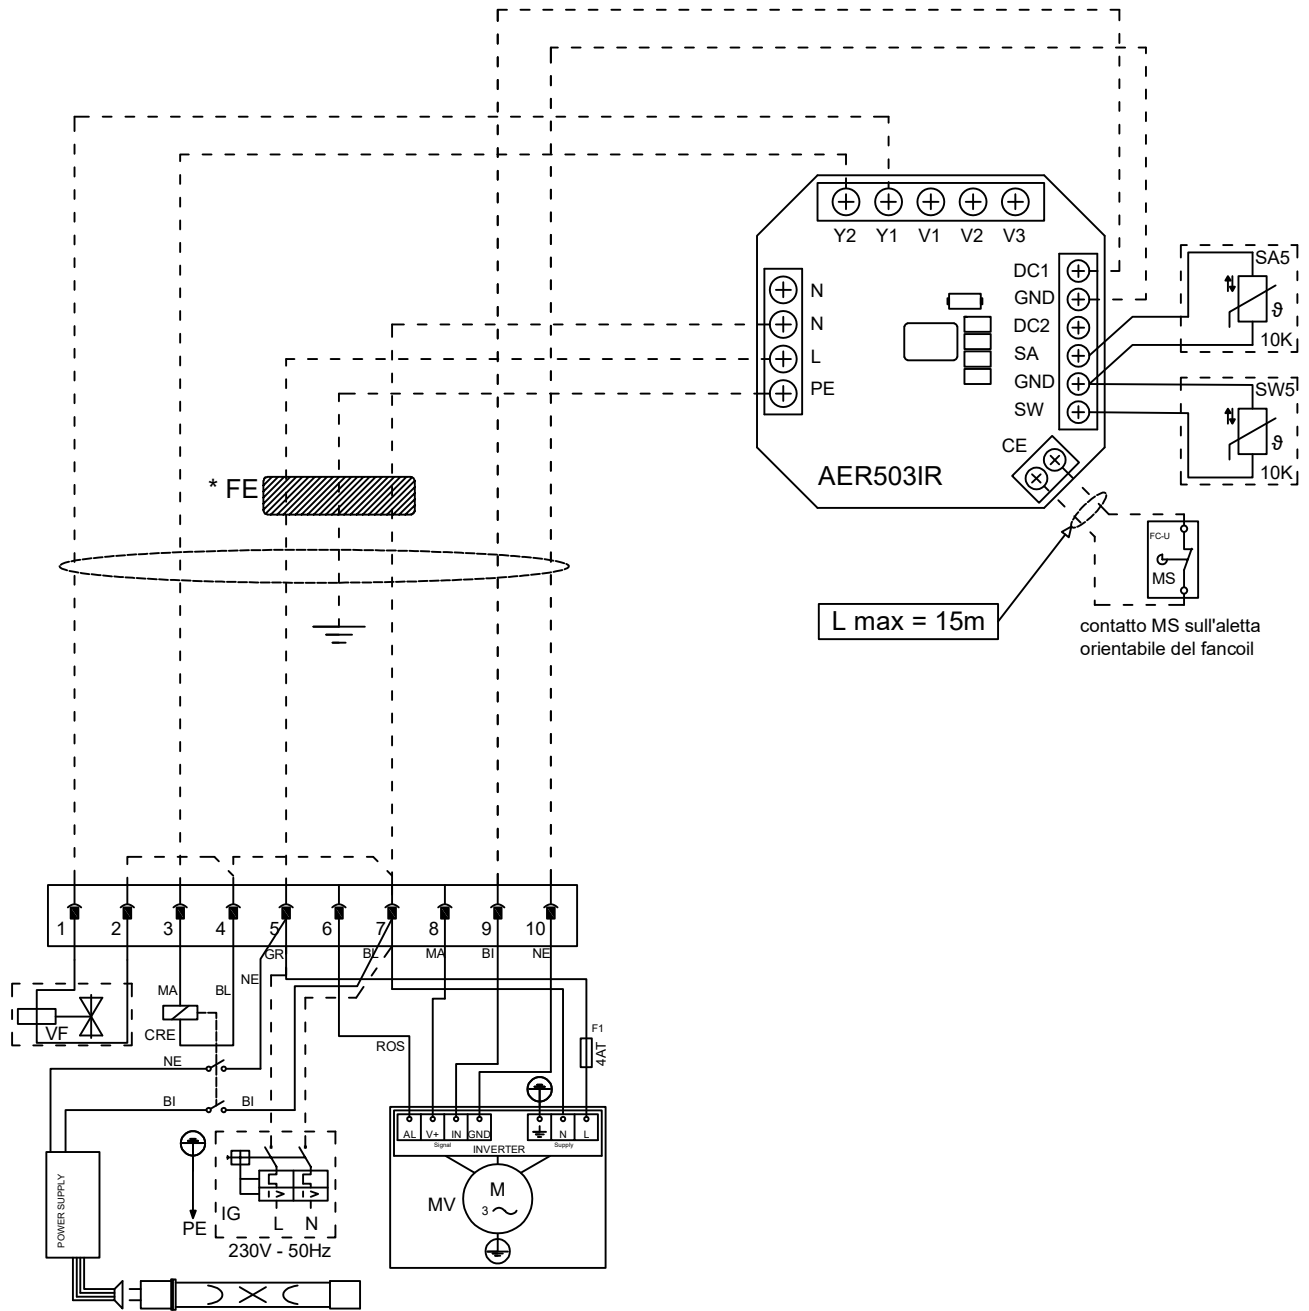 Y2 Y1 V1 V2 V3
N
N
L
PE
DC1
GND
DC2
SA
GND
SW
CE
AER503IR
SA5
ϑ
10K
SW5
ϑ
10K
* FE
FC-U
MS
L max = 15m
contatto MS sull'aletta
orientabile del fancoil
1 2 3 4 5 6 7 8 9 10
GR BL MA BI NE
NE
MA BL
VF
CRE
ROS
F1
4AT
NE
BI BI
AL V+ IN GND N L
Signal Supply
INVERTER
POWER SUPPLY
PE
IG
L N
230V - 50Hz
I > I >
MV
M
3